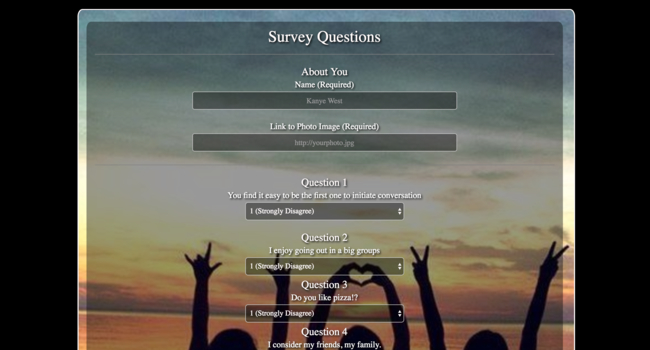 Survey Questions
About You
Name (Required)
Kanye West
Link to Photo Image (Required)
http://yourphoto.jpg
Question 1
You find it easy to be the first one to initiate conversation
1 (Strongly Disagree)
Question 2
I enjoy going out in a big groups
1 (Strongly Disagree)
Question 3
Do you like pizza!?
1 (Strongly Disagree)
Question 4
I consider my friends, my family.